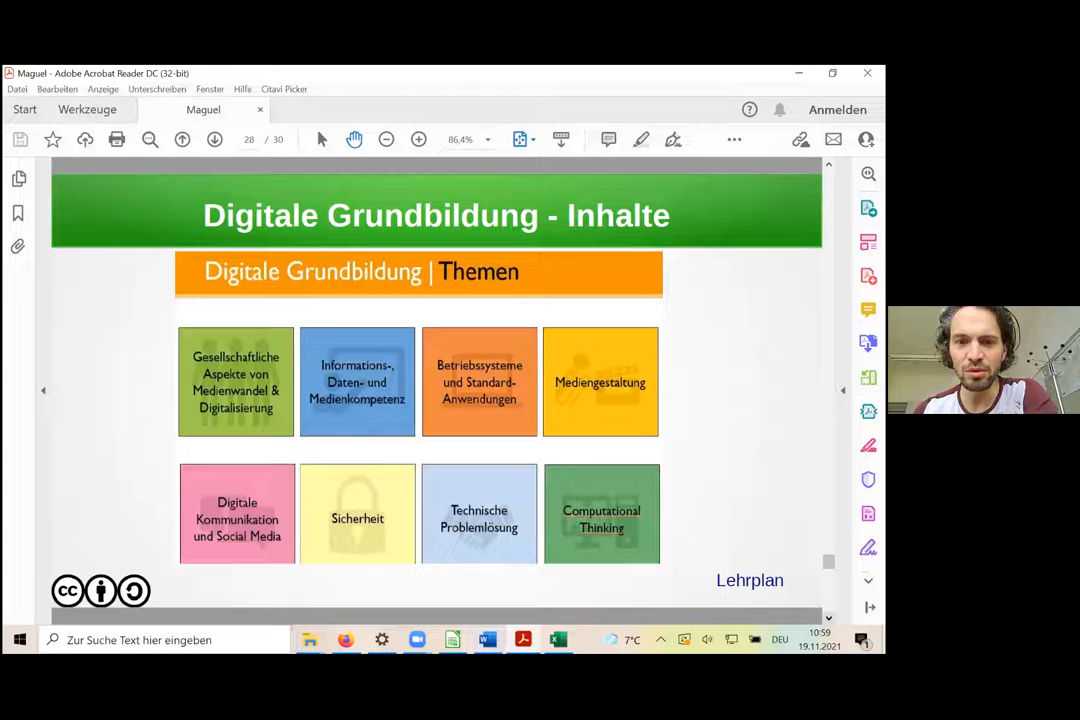 Maguel - Adobe Acrobat Reader DC (32-bit)
Datei Bearbeiten Anzeige Unterschreiben Fenster Hilfe Citavi Picker
Start Werkzeuge Maguel × Anmelden
28 / 30 86,4%
Digitale Grundbildung - Inhalte
Digitale Grundbildung | Themen
Gesellschaftliche
Aspekte von
Medienwandel &
Digitalisierung
Informations-,
Daten- und
Medienkompetenz
Betriebssysteme
und Standard-
Anwendungen
Mediengestaltung
Digitale
Kommunikation
und Social Media
Sicherheit
Technische
Problemlösung
Computational
Thinking
cc
Lehrplan
Zur Suche Text hier eingeben
7°C
DEU
10:59
19.11.2021
1